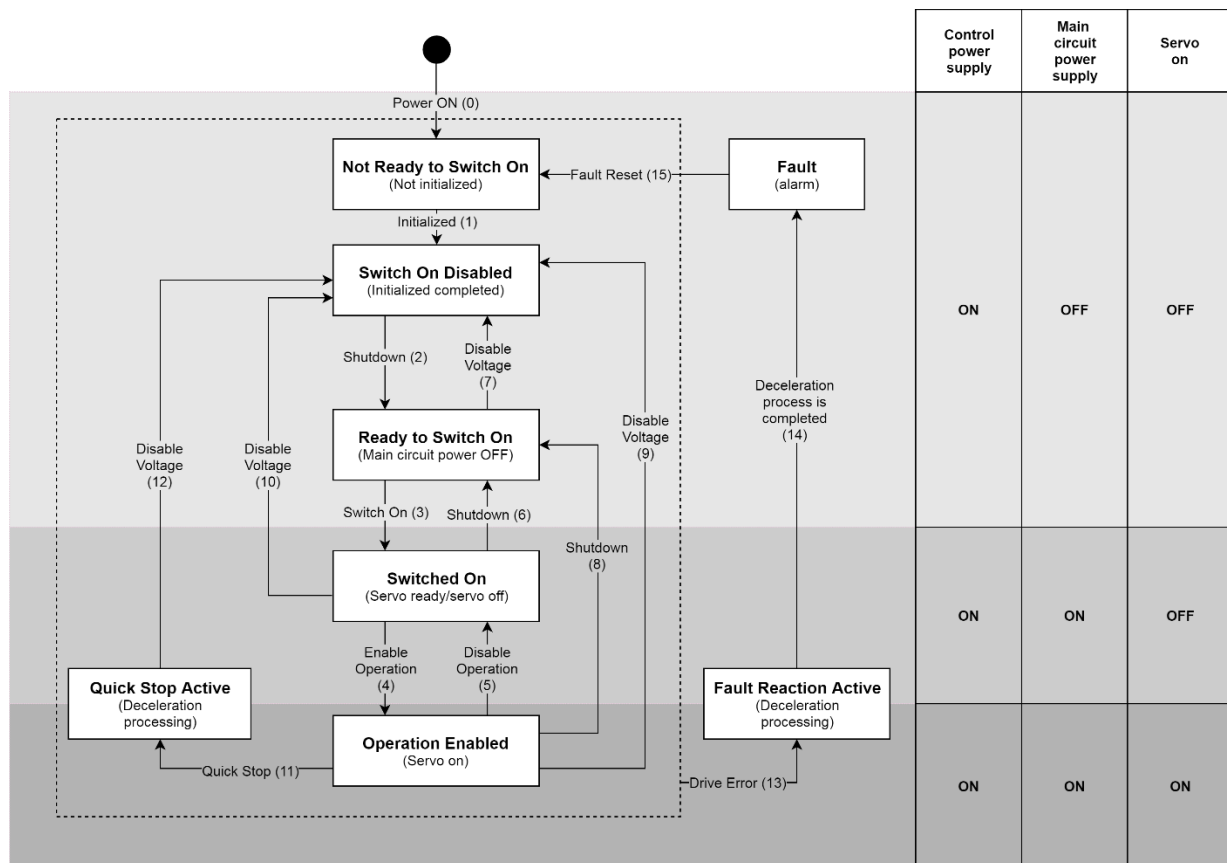 Control
power
supply
Main
circuit
power
supply
Servo
on
Power ON (0)
Not Ready to Switch On
(Not initialized)
Fault Reset (15)
Fault
(alarm)
Initialized (1)
Switch On Disabled
(Initialized completed)
ON
OFF
OFF
Shutdown (2)
Disable
Voltage
(7)
Deceleration
process is
completed
(14)
Disable
Voltage
(12)
Disable
Voltage
(10)
Ready to Switch On
(Main circuit power OFF)
Disable
Voltage
(9)
Switch On (3)
Shutdown (6)
Shutdown
(8)
Switched On
(Servo ready/servo off)
ON
ON
OFF
Enable
Operation
(4)
Disable
Operation
(5)
Quick Stop Active
(Deceleration
processing)
Fault Reaction Active
(Deceleration
processing)
Operation Enabled
(Servo on)
Quick Stop (11)
Drive Error (13)
ON
ON
ON